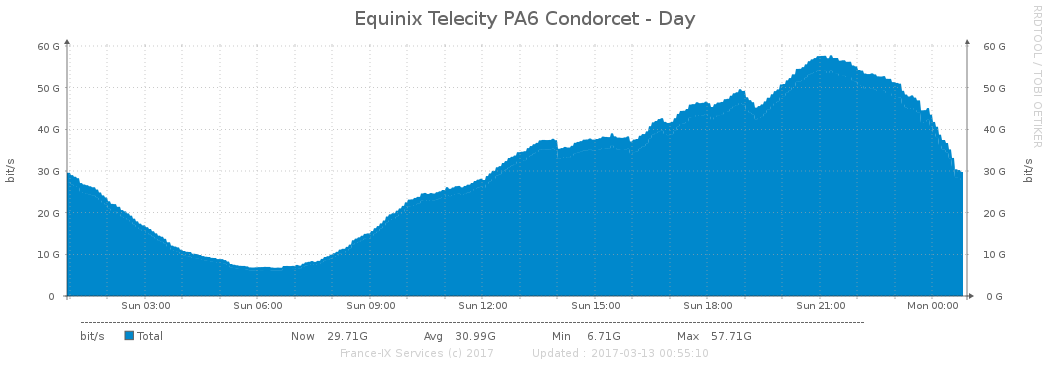 Equinix Telecity PA6 Condorcet - Day
RRDTOOL / TOBI OETIKER
60 G 60 G
50 G 50 G
40 G 40 G
30 G 30 G
20 G 20 G
10 G 10 G
0 0 G
bit/s bit/s
Sun 03:00 Sun 06:00 Sun 09:00 Sun 12:00 Sun 15:00 Sun 18:00 Sun 21:00 Mon 00:00
bit/s Total Now 29.71G Avg 30.99G Min 6.71G Max 57.71G
France-IX Services (c) 2017 Updated : 2017-03-13 00:55:10